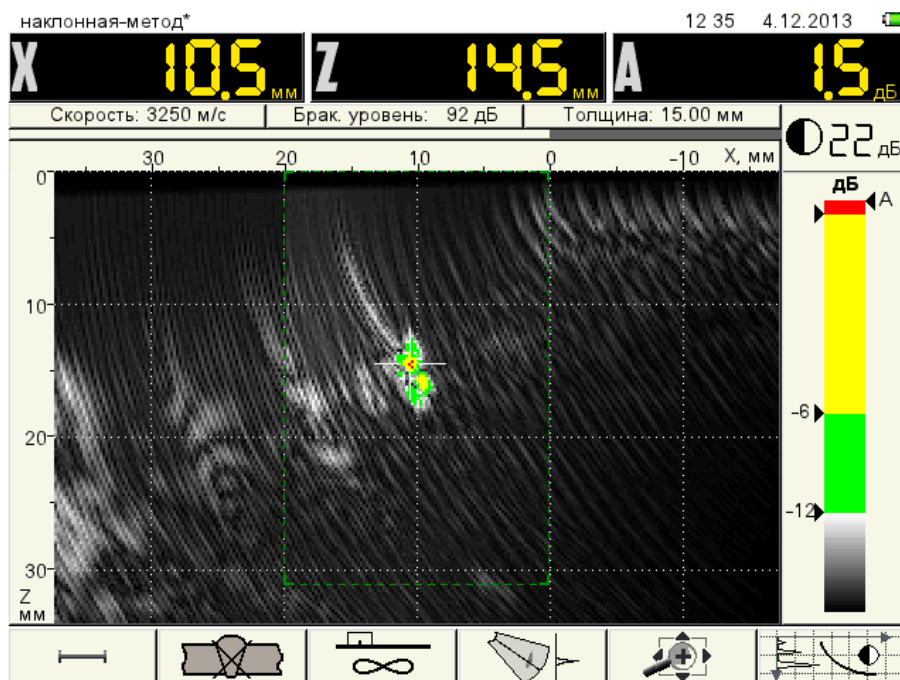 наклонная-метод* 12 35 4.12.2013
X 10.5 мм Z 14.5 мм A 1.5 дБ
Скорость: 3250 м/с Брак. уровень: 92 дБ Толщина: 15.00 мм
22 дБ
30 20 10 0 -10 X, мм
дБ
A
0
10
-6
20
-12
30
Z
мм